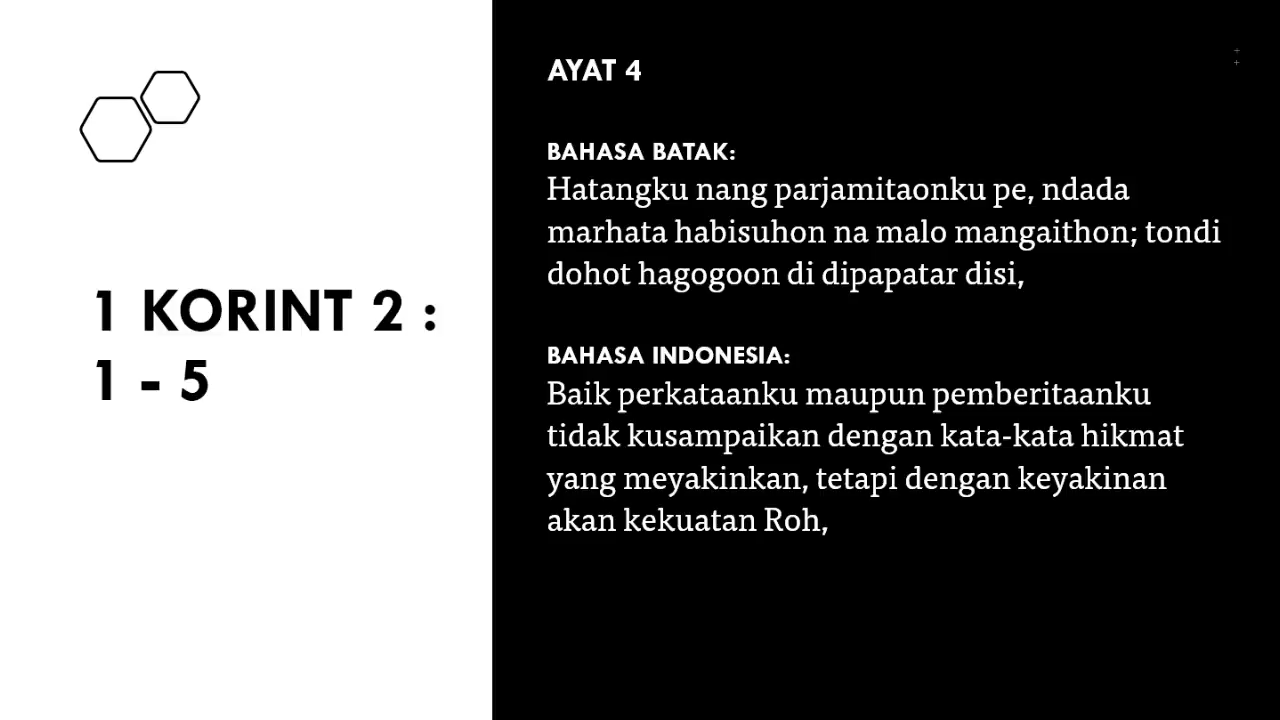 1 KORINT 2 :
1 - 5
AYAT 4
BAHASA BATAK:
Hatangku nang parjamitaonku pe, ndada
marhata habisuhon na malo mangaithon; tondi
dohot hagogoon di dipapatar disi,
BAHASA INDONESIA:
Baik perkataanku maupun pemberitaanku
tidak kusampaikan dengan kata-kata hikmat
yang meyakinkan, tetapi dengan keyakinan
akan kekuatan Roh,